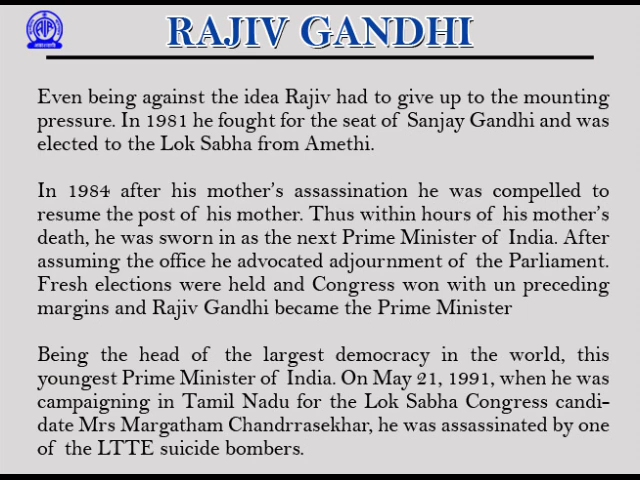 RAJIV GANDHI
Even being against the idea Rajiv had to give up to the mounting
pressure. In 1981 he fought for the seat of Sanjay Gandhi and was
elected to the Lok Sabha from Amethi.
In 1984 after his mother's assassination he was compelled to
resume the post of his mother. Thus within hours of his mother's
death, he was sworn in as the next Prime Minister of India. After
assuming the office he advocated adjournment of the Parliament.
Fresh elections were held and Congress won with un preceding
margins and Rajiv Gandhi became the Prime Minister
Being the head of the largest democracy in the world, this
youngest Prime Minister of India. On May 21, 1991, when he was
campaigning in Tamil Nadu for the Lok Sabha Congress candi-
date Mrs Margatham Chandrrasekhar, he was assassinated by one
of the LTTE suicide bombers.